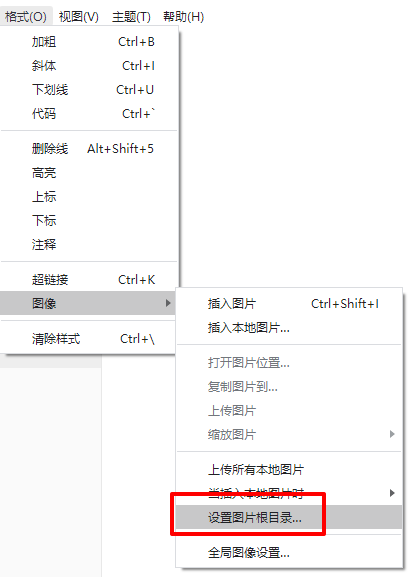 格式(O) 视图(V) 主题(T) 帮助(H)
加粗 Ctrl+B
斜体 Ctrl+I
下划线 Ctrl+U
代码 Ctrl+`
删除线 Alt+Shift+5
高亮
上标
下标
注释
超链接 Ctrl+K
图像
清除样式 Ctrl+\
插入图片 Ctrl+Shift+I
插入本地图片...
打开图片位置...
复制图片到...
上传图片
缩放图片
上传所有本地图片
当插入本地图片时
设置图片根目录...
全局图像设置...